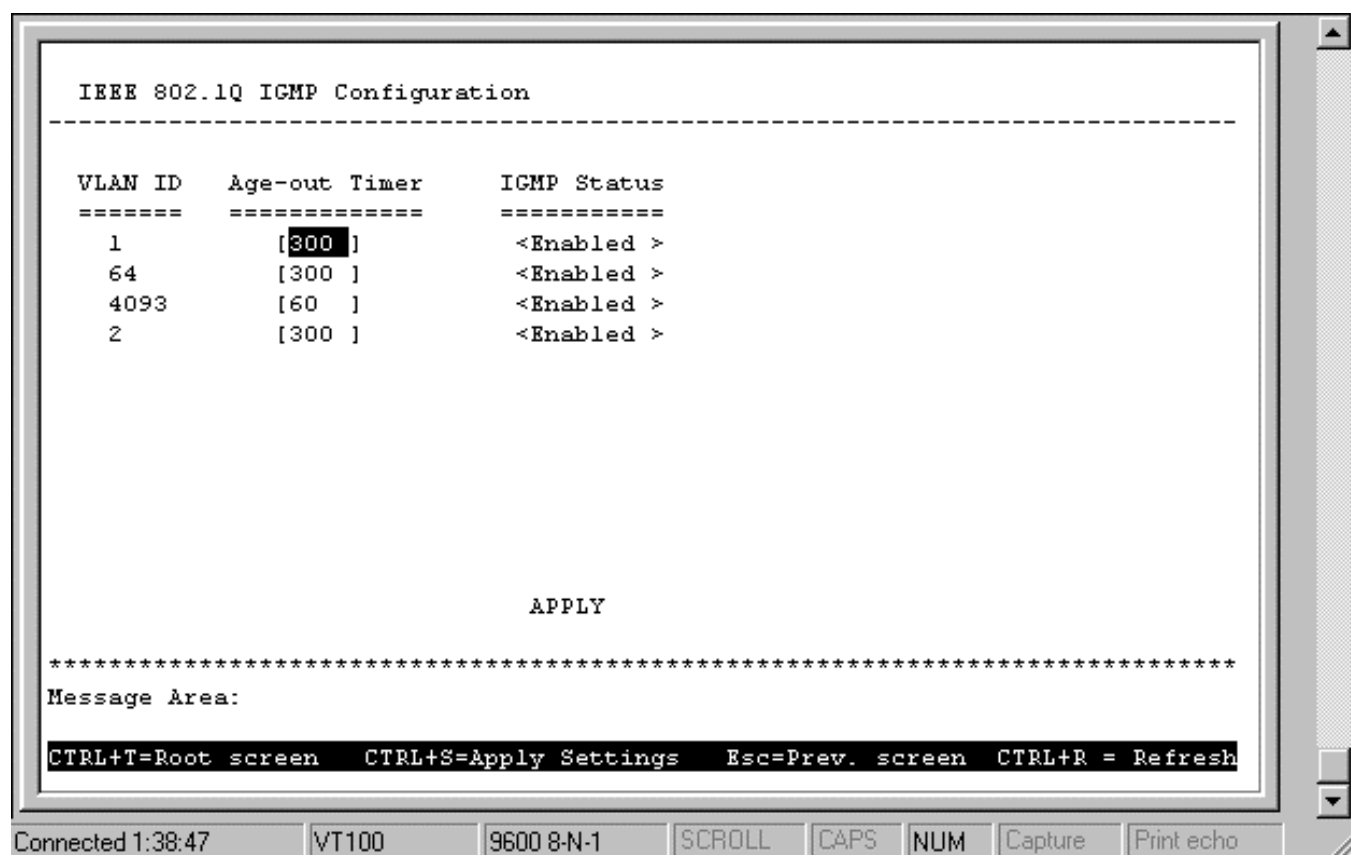 IEEE 802.1Q IGMP Configuration
--------------------------------------------------------------------------------
VLAN ID   Age-out Timer     IGMP Status
=======   =============     ===========
1          [300 ]          <Enabled >
64         [300 ]          <Enabled >
4093       [60  ]          <Enabled >
2          [300 ]          <Enabled >
APPLY
********************************************************************************
Message Area:
CTRL+T=Root screen   CTRL+S=Apply Settings   Esc=Prev. screen  CTRL+R = Refresh
Connected 1:38:47 VT100 9600 8-N-1 SCROLL CAPS NUM Capture Print echo